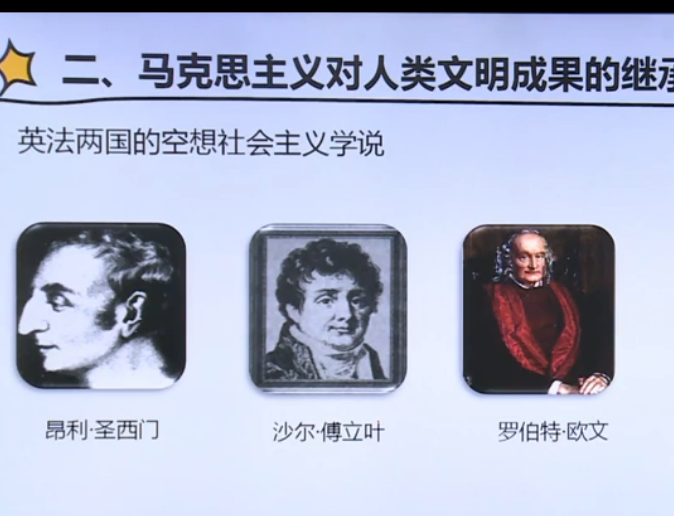 二、马克思主义对人类文明成果的继承
英法两国的空想社会主义学说
昂利·圣西门
沙尔·傅立叶
罗伯特·欧文